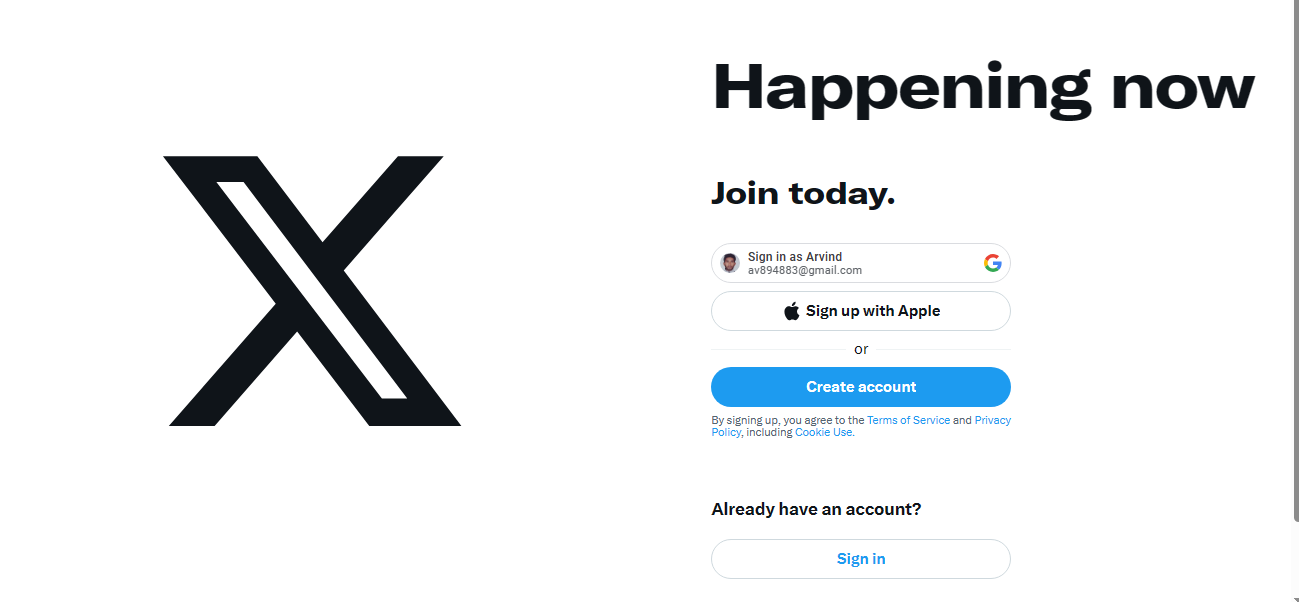 Happening now
Join today.
Sign in as Arvind
av894883@gmail.com
Sign up with Apple
or
Create account
By signing up, you agree to the Terms of Service and Privacy
Policy, including Cookie Use.
Already have an account?
Sign in